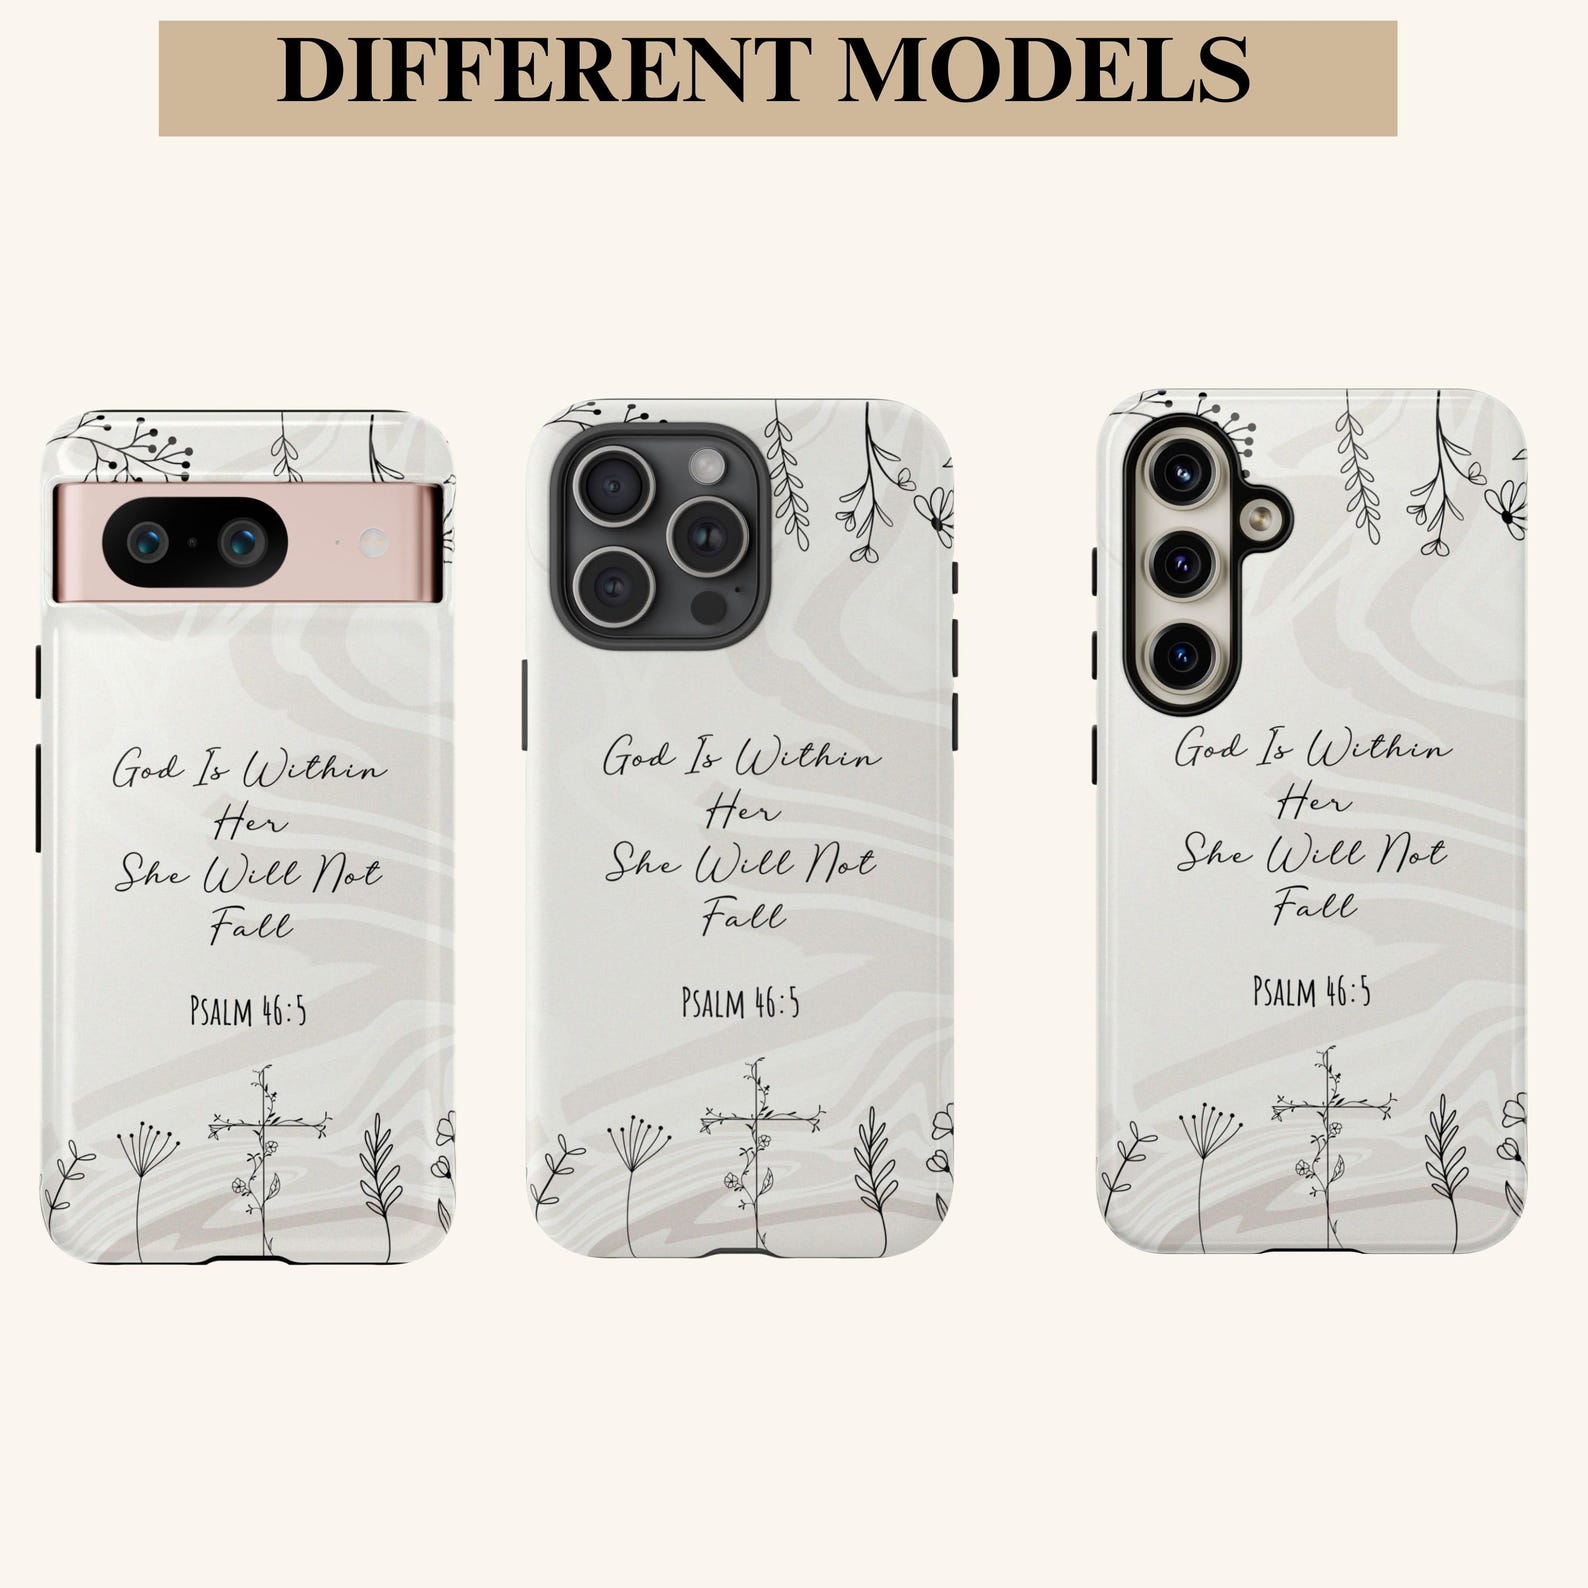 DIFFERENT MODELS
God Is Within
Her
She Will Not
Fall
Psalm 46:5
God Is Within
Her
She Will Not
Fall
Psalm 46:5
God Is Within
Her
She Will Not
Fall
Psalm 46:5